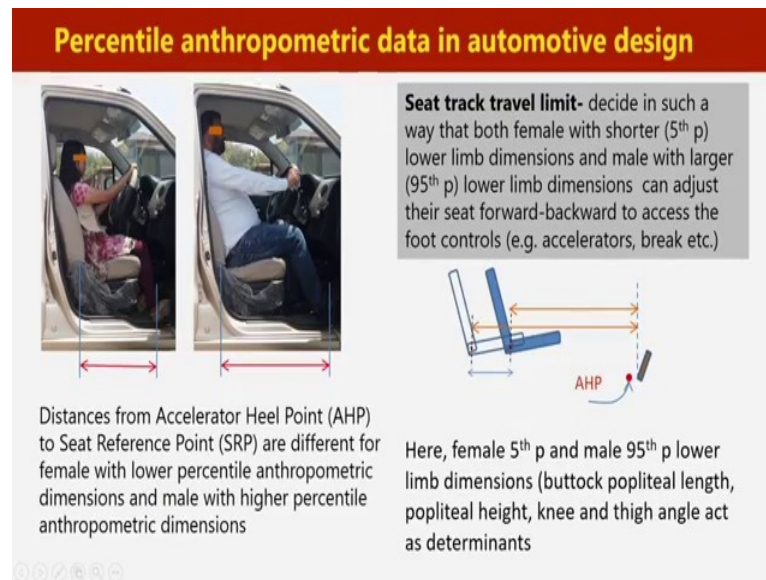 Percentile anthropometric data in automotive design
Distances from Accelerator Heel Point (AHP)
to Seat Reference Point (SRP) are different for
female with lower percentile anthropometric
dimensions and male with higher percentile
anthropometric dimensions
Seat track travel limit- decide in such a
way that both female with shorter (5th p)
lower limb dimensions and male with larger
(95th p) lower limb dimensions can adjust
their seat forward-backward to access the
foot controls (e.g. accelerators, break etc.)
AHP
Here, female 5th p and male 95th p lower
limb dimensions (buttock popliteal length,
popliteal height, knee and thigh angle act
as determinants